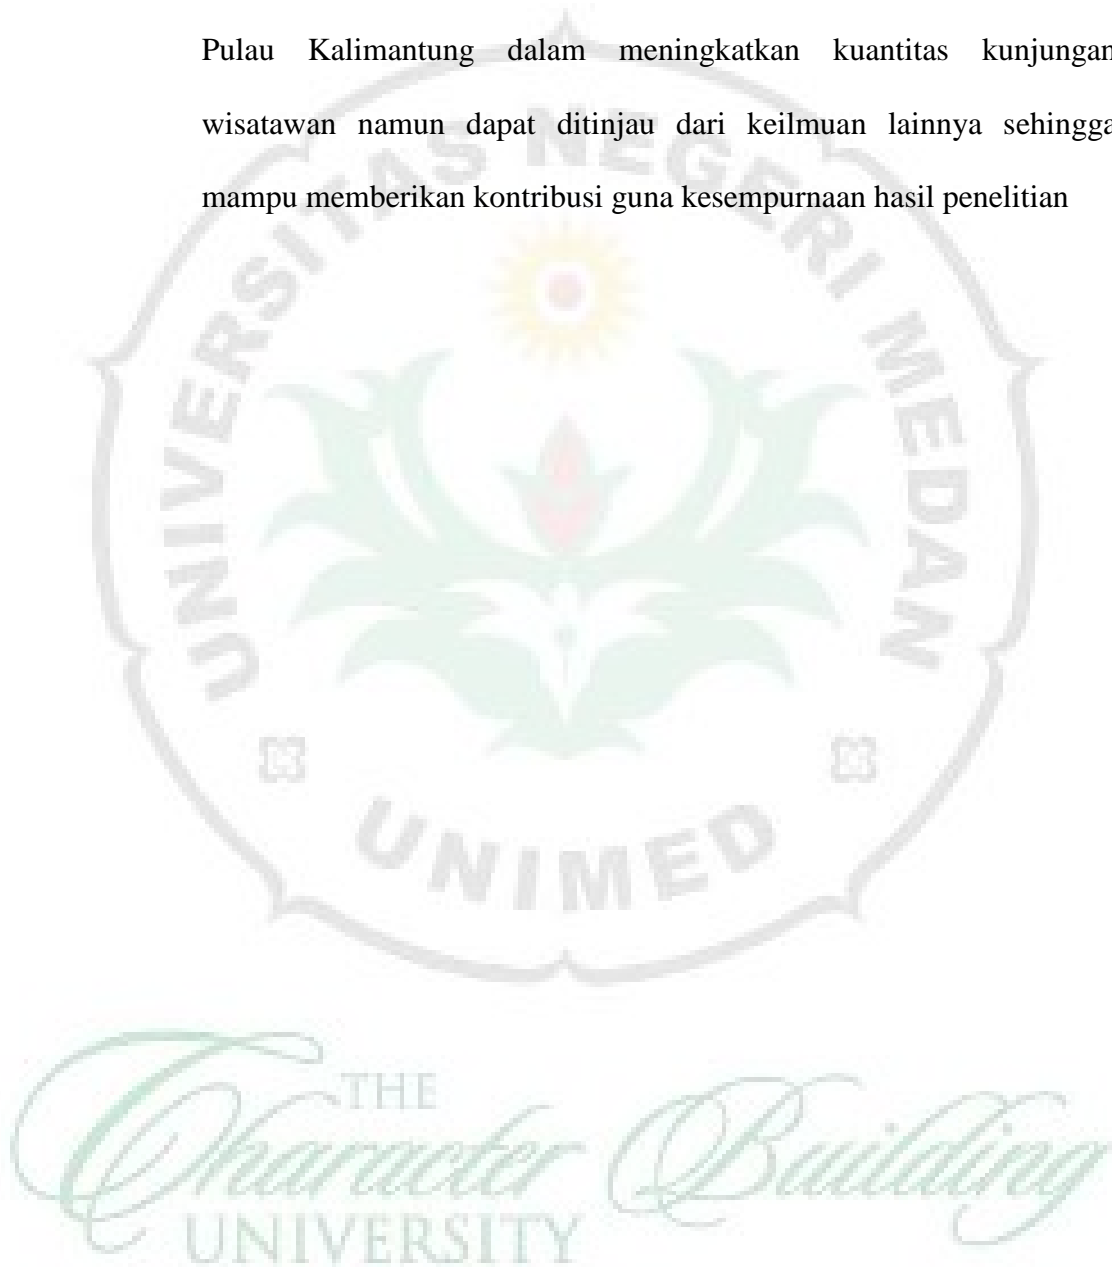 Pulau Kalimantung dalam meningkatkan kuantitas kunjungan
wisatawan namun dapat ditinjau dari keilmuan lainnya sehingga
mampu memberikan kontribusi guna kesempurnaan hasil penelitian
UNIVERSITAS NEGERI MEDAN
UNIMED
THE
Character Building
UNIVERSITY